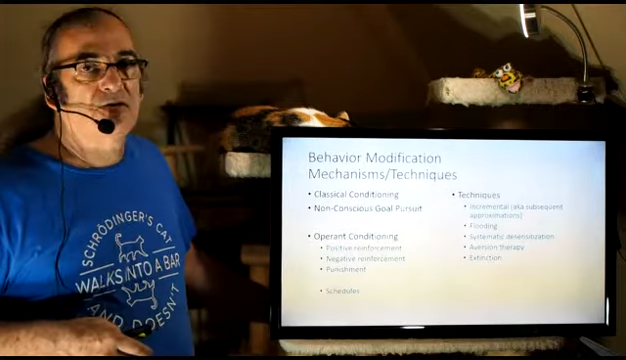 SCHRÖDINGER'S CAT
WALKS INTO A BAR
AND DOESN'T
Behavior Modification
Mechanisms/Techniques
• Classical Conditioning
• Non-Conscious Goal Pursuit
• Operant Conditioning
• Positive reinforcement
• Negative reinforcement
• Punishment
• Schedules
• Techniques
• Incremental (aka subsequent
approximations)
• Flooding
• Systematic desensitization
• Aversion therapy
• Extinction